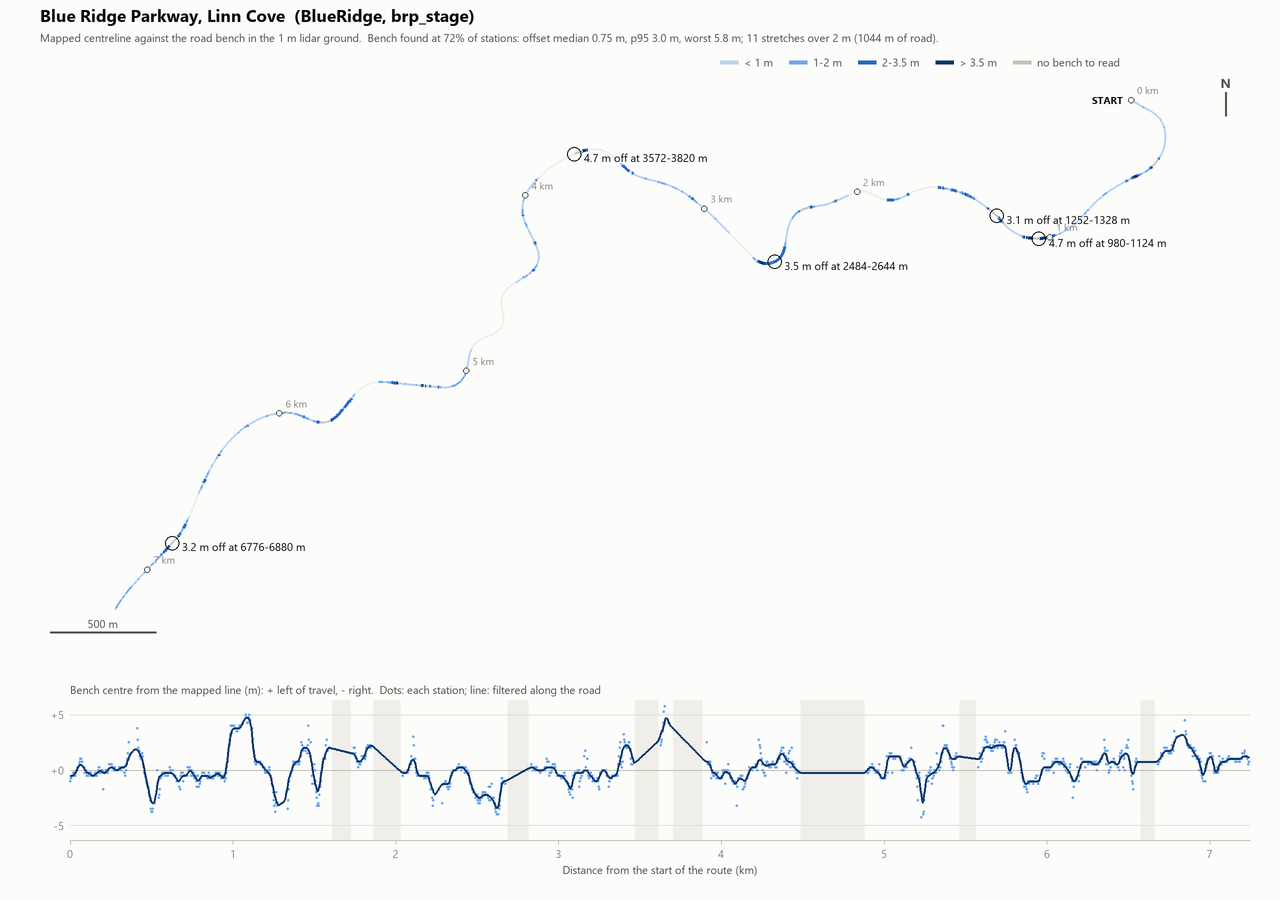 Blue Ridge Parkway, Linn Cove (BlueRidge, brp_stage)
Mapped centreline against the road bench in the 1 m lidar ground. Bench found at 72% of stations: offset median 0.75 m, p95 3.0 m, worst 5.8 m; 11 stretches over 2 m (1044 m of road).
< 1 m 1-2 m 2-3.5 m > 3.5 m no bench to read
N
0 km
START
4.7 m off at 3572-3820 m
4 km
2 km
3 km
3.1 m off at 1252-1328 m
1 km
4.7 m off at 980-1124 m
3.5 m off at 2484-2644 m
5 km
6 km
3.2 m off at 6776-6880 m
7 km
500 m
Bench centre from the mapped line (m): + left of travel, - right. Dots: each station; line: filtered along the road
+5
+0
-5
0 1 2 3 4 5 6 7
Distance from the start of the route (km)